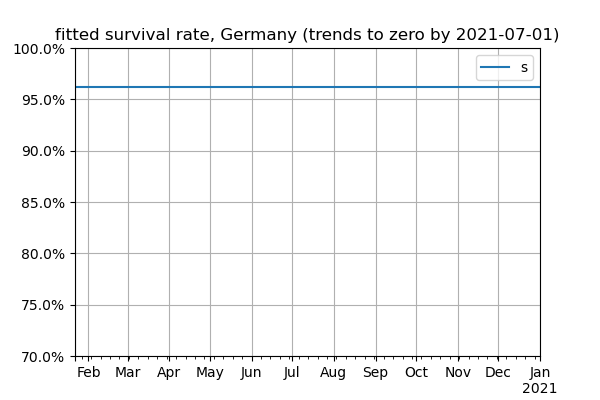 fitted survival rate, Germany (trends to zero by 2021-07-01)
100.0%
s
95.0%
90.0%
85.0%
80.0%
75.0%
70.0%
Feb Mar Apr May Jun Jul Aug Sep Oct Nov Dec Jan
2021